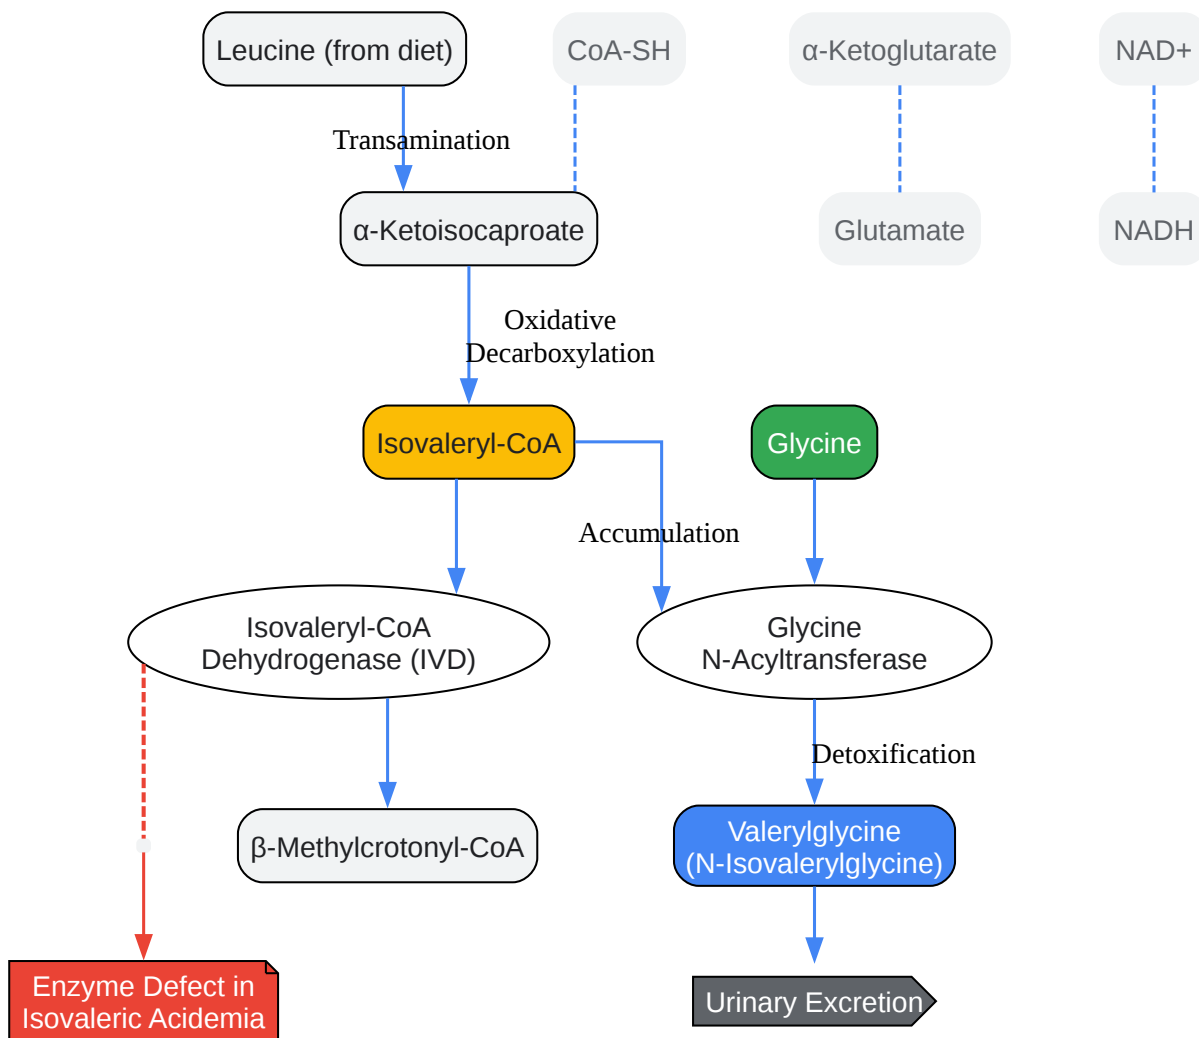 Leucine (from diet)
CoA-SH
α-Ketoglutarate
NAD+
Transamination
α-Ketoisocaproate
Glutamate
NADH
Oxidative
Decarboxylation
Isovaleryl-CoA
Glycine
Accumulation
Isovaleryl-CoA
Dehydrogenase (IVD)
Glycine
N-Acyltransferase
Detoxification
β-Methylcrotonyl-CoA
Valerylglycine
(N-Isovalerylglycine)
Enzyme Defect in
Isovaleric Acidemia
Urinary Excretion